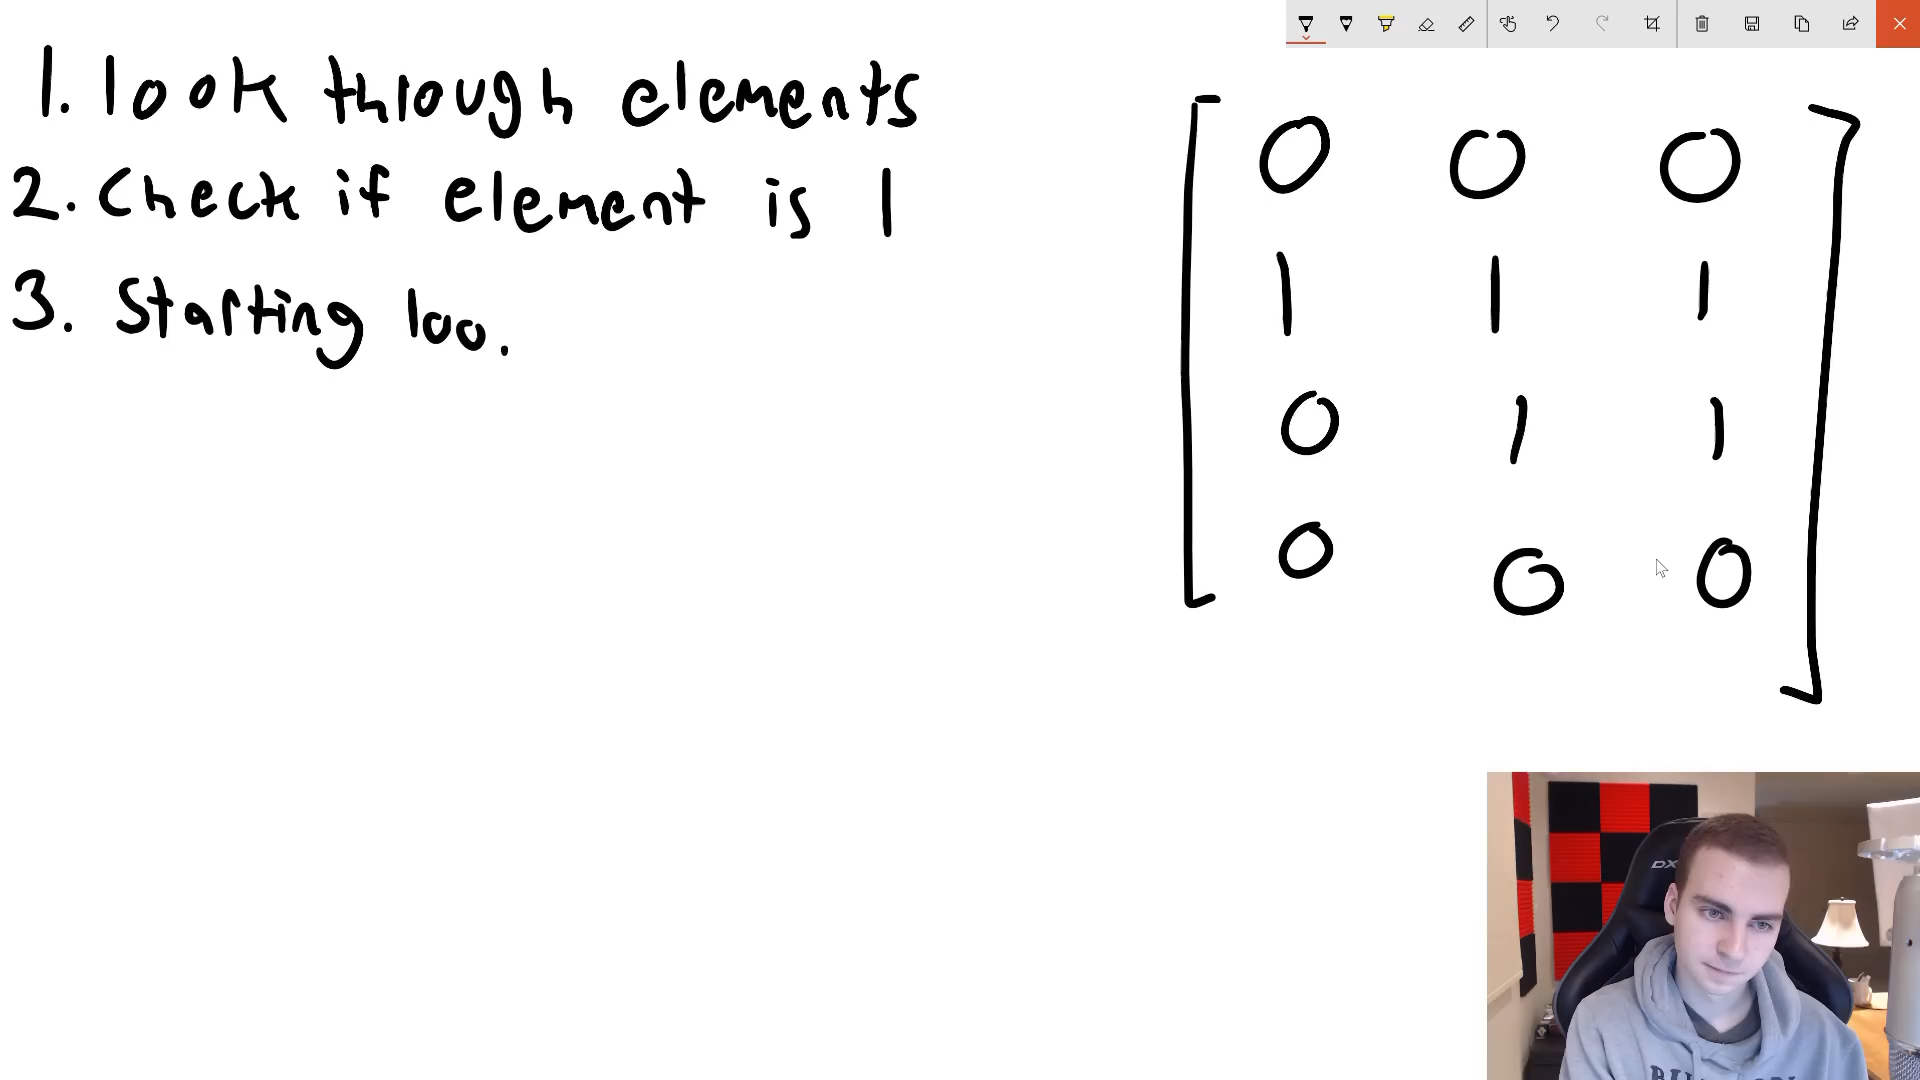 1. look through elements
2. Check if element is 1
3. Starting loo.
0 0 0
1 1 1
0 1 1
0 0 0
DX